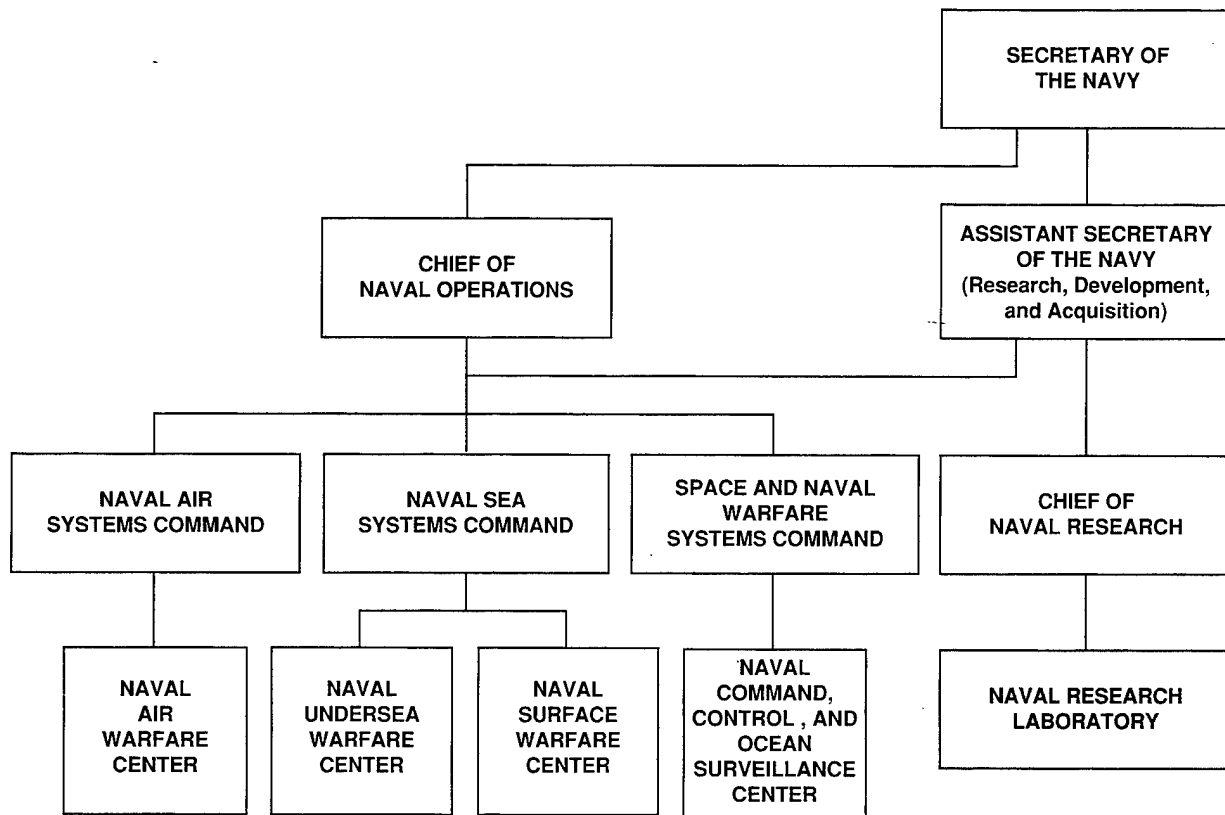 SECRETARY OF
THE NAVY
CHIEF OF
NAVAL OPERATIONS
ASSISTANT SECRETARY
OF THE NAVY
(Research, Development,
and Acquisition)
NAVAL AIR
SYSTEMS COMMAND
NAVAL SEA
SYSTEMS COMMAND
SPACE AND NAVAL
WARFARE
SYSTEMS COMMAND
CHIEF OF
NAVAL RESEARCH
NAVAL
AIR
WARFARE
CENTER
NAVAL
UNDERSEA
WARFARE
CENTER
NAVAL
SURFACE
WARFARE
CENTER
NAVAL
COMMAND,
CONTROL , AND
OCEAN
SURVEILLANCE
CENTER
NAVAL RESEARCH
LABORATORY